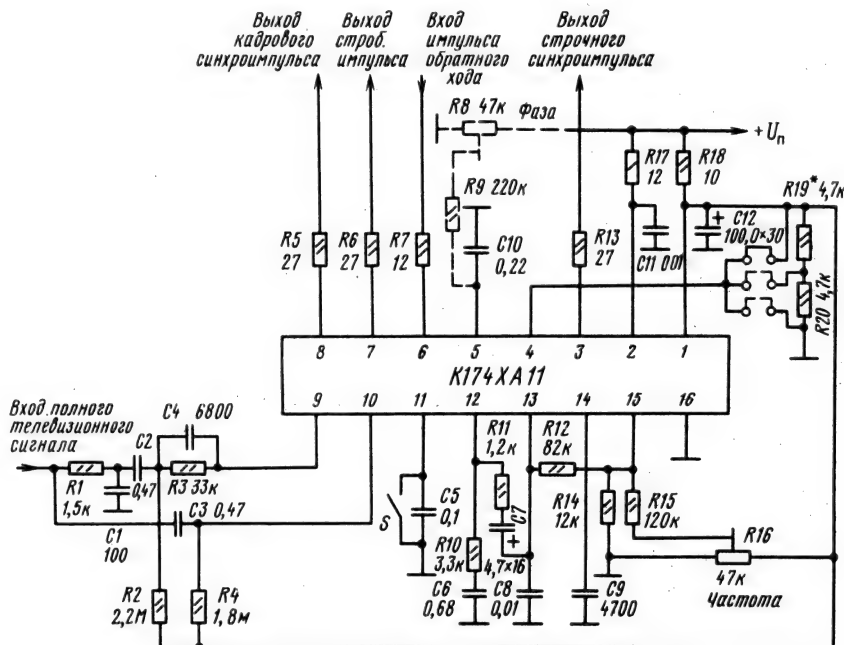 Выход
кадрового
синхроимпульса
Выход
строб.
импульса
Вход
импульса
обратного
хода
Выход
строчного
синхроимпульса
R8 47к
Фаза
+Uп
R17
12
R18
10
R19* 4,7к
R9 220к
C12
100,0×30
R5
27
R6
27
R7
12
C10
0,22
R13
27
C11 001
R20 4,7к
8
7
6
5
4
3
2
1
К174ХА11
9
10
11
12
13
14
15
16
Вход полного
телевизионного
сигнала
C4 6800
C2
0,47
R1
1,5к
R3 33к
C3 0,47
C1
100
R2
2,2М
R4
1,8м
S
C5
0,1
R11
1,2к
C7
4,7×16
R10
3,3к
C6
0,68
C8
0,01
R12
82к
R14
12к
R15
120к
R16
47к
Частота
C9
4700